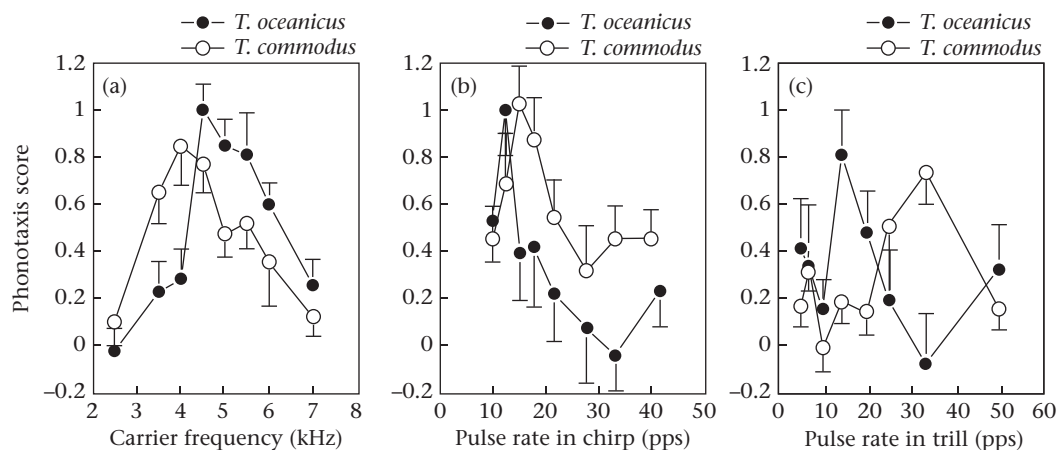 T. oceanicus
T. commodus
T. oceanicus
T. commodus
T. oceanicus
T. commodus
Phonotaxis score
(a)
1.2
1
0.8
0.6
0.4
0.2
0
–0.2
2 3 4 5 6 7 8
Carrier frequency (kHz)
(b)
1.2
1
0.8
0.6
0.4
0.2
0
–0.2
0 10 20 30 40 50
Pulse rate in chirp (pps)
(c)
1.2
1
0.8
0.6
0.4
0.2
0
–0.2
0 10 20 30 40 50 60
Pulse rate in trill (pps)